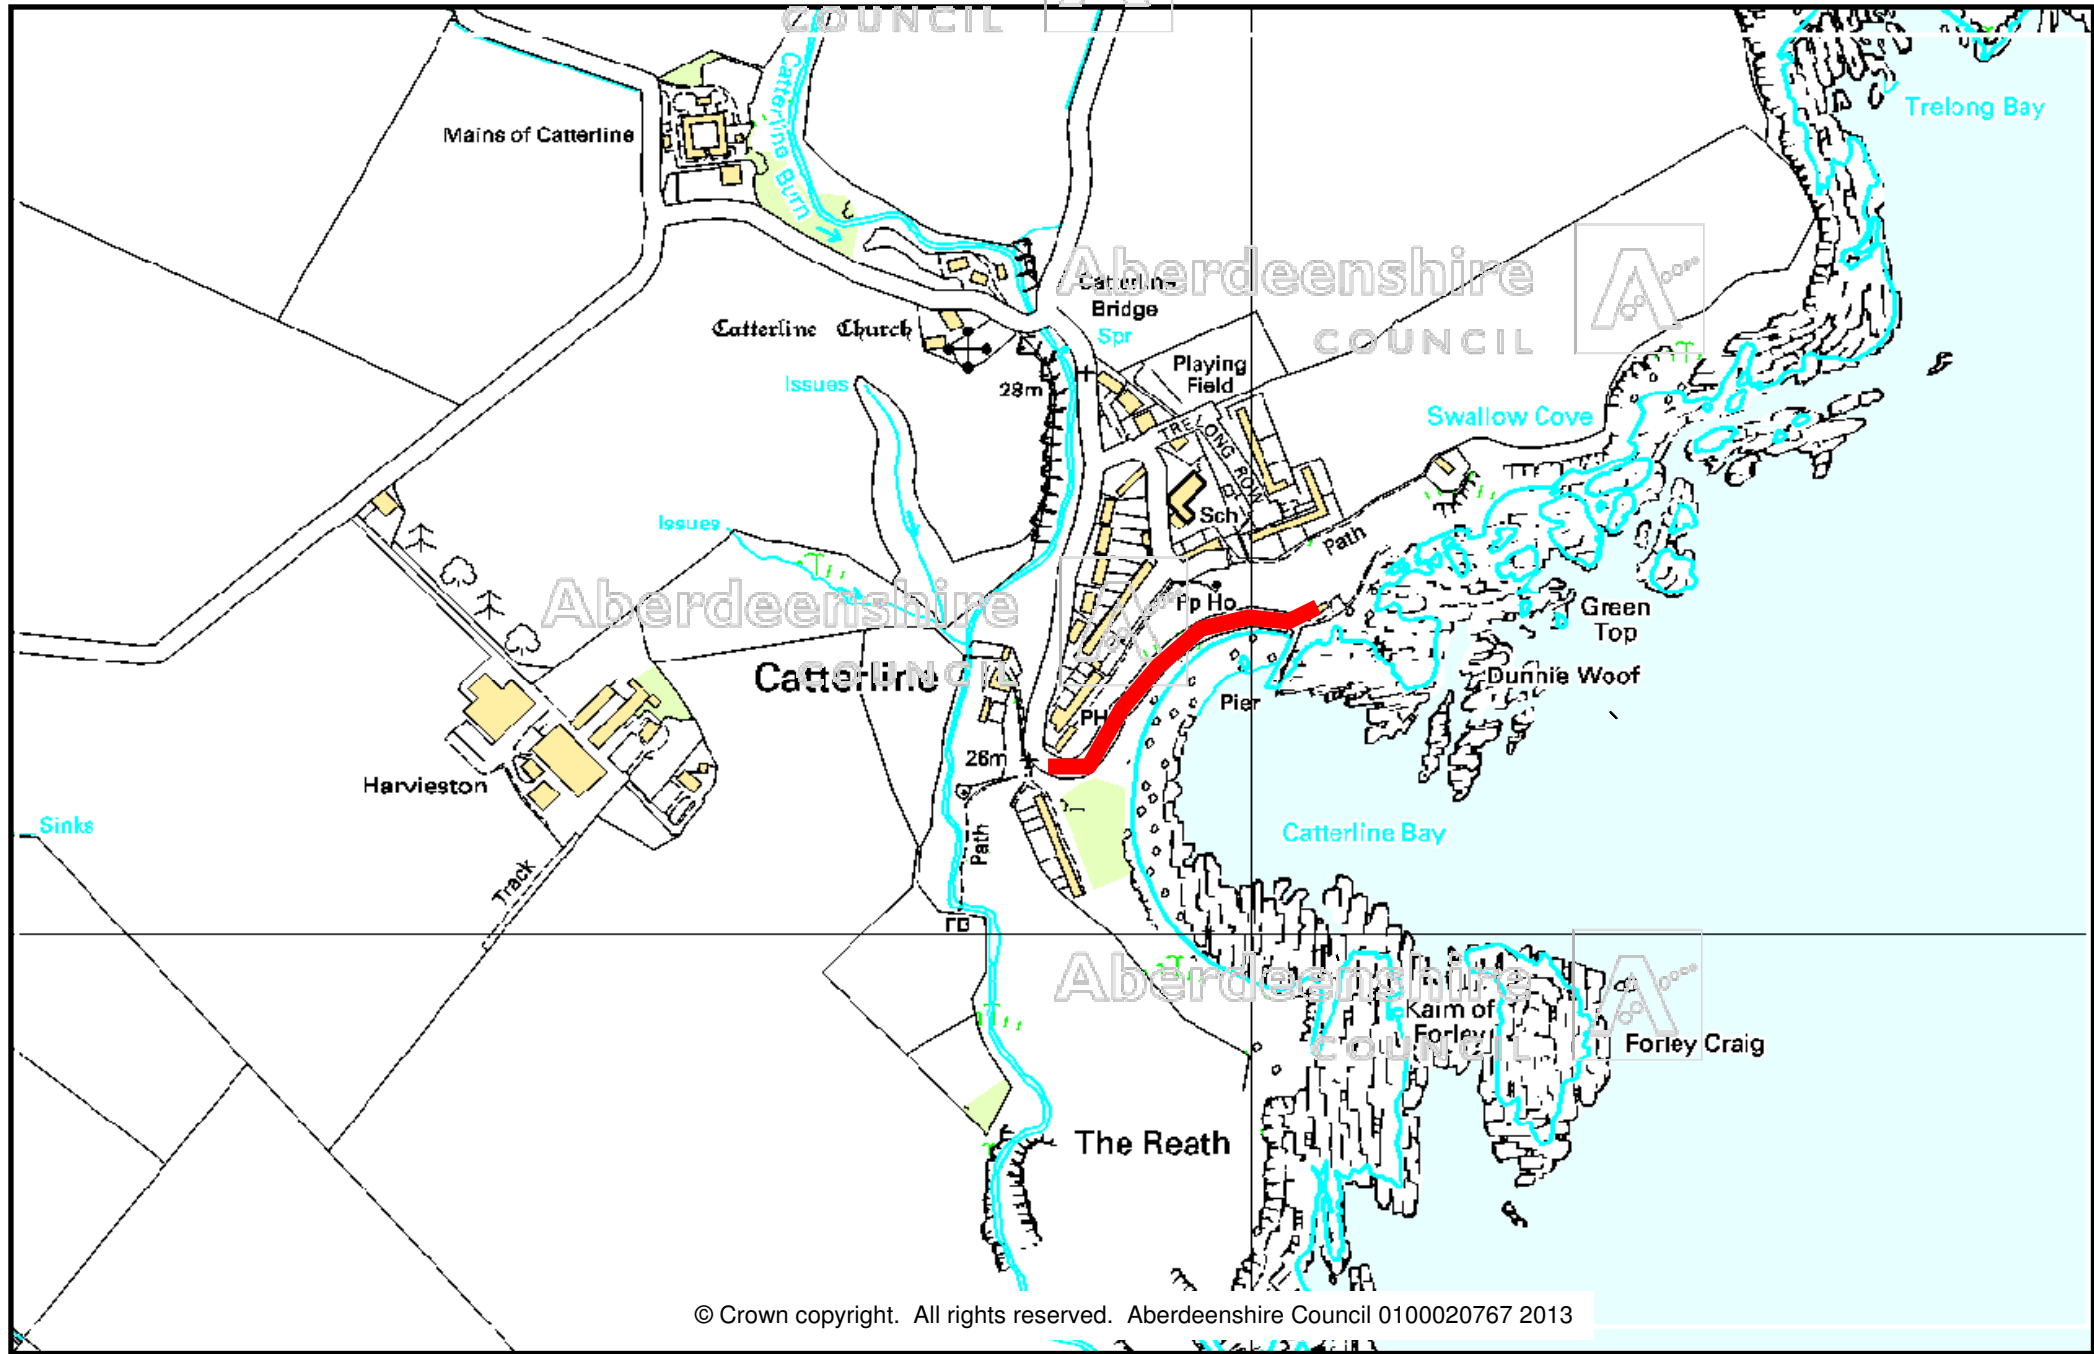 COUNCIL
Catterline Burn
Trelong Bay
Mains of Catterline
Aberdeenshire
COUNCIL
Catterline
Bridge
Spr
Catterline Church
Playing
Field
Issues
28m
Swallow Cove
TRELONG ROW
Sch
Issues
Path
Aberdeenshire
COUNCIL
Pp Ho
Green
Top
Catterline
Dunnie Woof
Pier
PH
26m
Harvieston
Sinks
Catterline Bay
Path
Track
FB
Aberdeenshire
COUNCIL
Kaim of
Forley
Forley Craig
The Reath
© Crown copyright. All rights reserved. Aberdeenshire Council 0100020767 2013